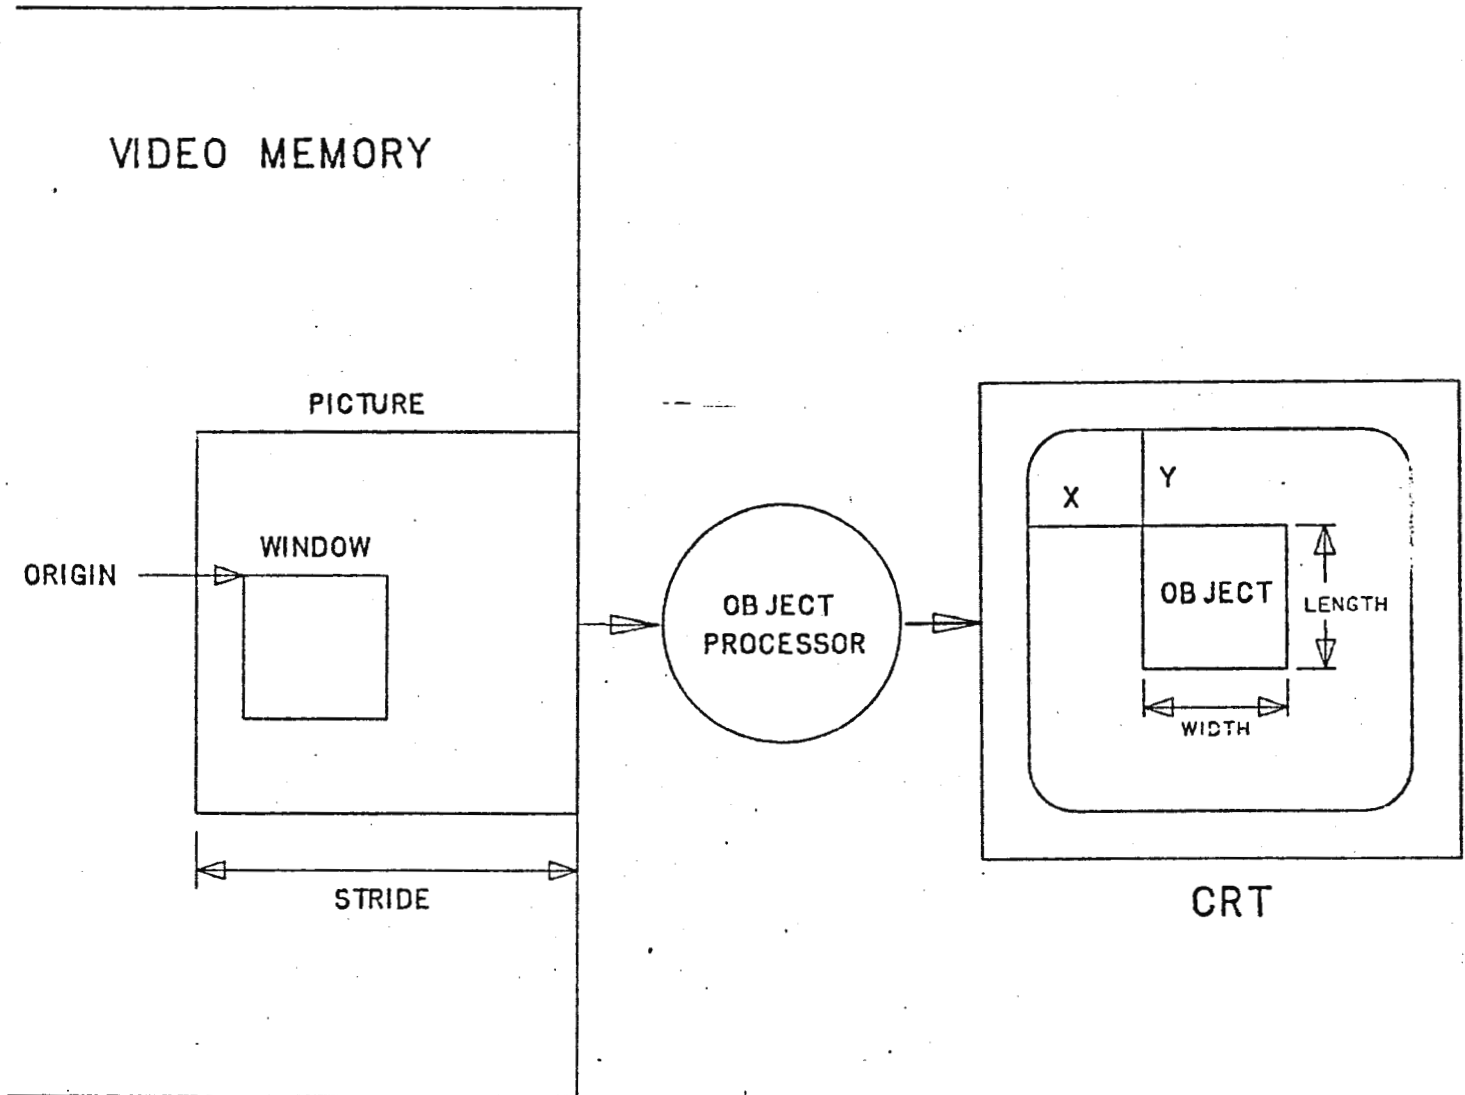 VIDEO MEMORY
PICTURE
WINDOW
ORIGIN
STRIDE
OBJECT
PROCESSOR
X
Y
OBJECT
LENGTH
WIDTH
CRT